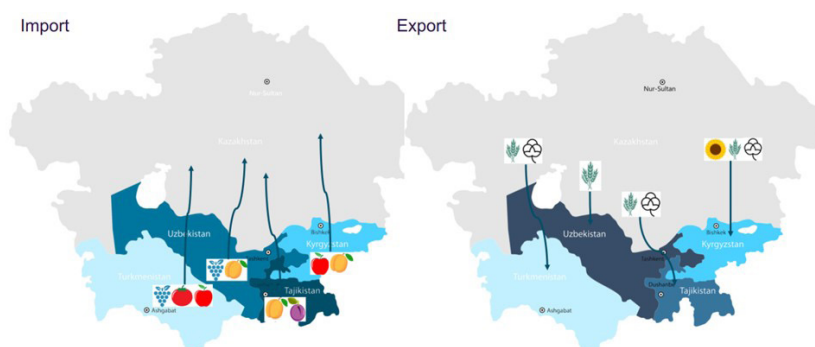 Import
Export
Nur-Sultan
Kazakhstan
Uzbekistan
Bishkek
Kyrgyzstan
Tashkent
Turkmenistan
Tajikistan
Ashgabat
Nur-Sultan
Kazakhstan
Uzbekistan
Bishkek
Kyrgyzstan
Tashkent
Turkmenistan
Dushanbe
Tajikistan
Ashgabat